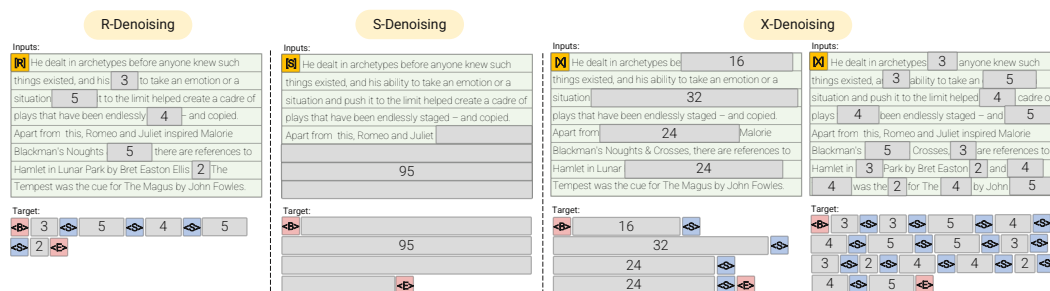 R-Denoising
S-Denoising
X-Denoising
Inputs:
[R] He dealt in archetypes before anyone knew such
things existed, and his 3 to take an emotion or a
situation 5 it to the limit helped create a cadre of
plays that have been endlessly 4 – and copied.
Apart from this, Romeo and Juliet inspired Malorie
Blackman's Noughts 5 there are references to
Hamlet in Lunar Park by Bret Easton Ellis 2 The
Tempest was the cue for The Magus by John Fowles.
Target:
<B> 3 <S> 5 <S> 4 <S> 5
<S> 2 <E>
Inputs:
[S] He dealt in archetypes before anyone knew such
things existed, and his ability to take an emotion or a
situation and push it to the limit helped create a cadre of
plays that have been endlessly staged – and copied.
Apart from this, Romeo and Juliet
95
Target:
<B>
95
<E>
Inputs:
[X] He dealt in archetypes be 16
things existed, and his ability to take an emotion or a
situation 32
plays that have been endlessly staged – and copied.
Apart from 24 Malorie
Blackman's Noughts & Crosses, there are references to
Hamlet in Lunar 24
Tempest was the cue for The Magus by John Fowles.
Target:
<B> 16 <S>
32 <S>
24 <S>
24 <S> <E>
Inputs:
[X] He dealt in archetypes 3 anyone knew such
things existed, a 3 ability to take an 5
situation and push it to the limit helped 4 cadre o
plays 4 been endlessly staged – and 5
Apart from this, Romeo and Juliet inspired Malorie
Blackman's 5 Crosses, 3 are references to
Hamlet in 3 Park by Bret Easton 2 and 4
4 was the 2 for The 4 by John 5
Target:
<B> 3 <S> 3 <S> 5 <S> 4 <S>
4 <S> 5 <S> 5 <S> 3 <S>
3 <S> 2 <S> 4 <S> 4 <S> 2 <S>
4 <S> 5 <E>